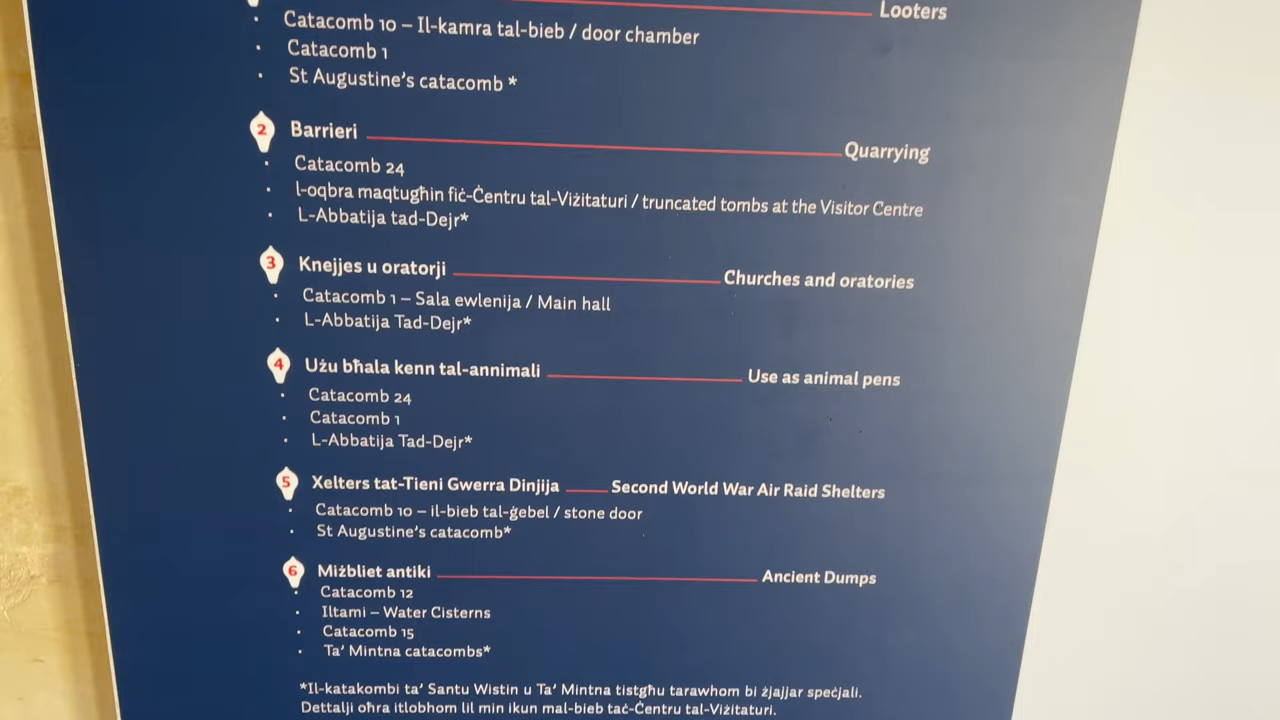 Looters
· Catacomb 10 – Il-kamra tal-bieb / door chamber
· Catacomb 1
· St Augustine's catacomb *
2 Barrieri Quarrying
· Catacomb 24
· l-oqbra maqtugħin fiċ-Ċentru tal-Viżitaturi / truncated tombs at the Visitor Centre
· L-Abbatija tad-Dejr*
3 Knejjes u oratorji Churches and oratories
· Catacomb 1 – Sala ewlenija / Main hall
· L-Abbatija Tad-Dejr*
4 Użu bħala kenn tal-annimali Use as animal pens
· Catacomb 24
· Catacomb 1
· L-Abbatija Tad-Dejr*
5 Xelters tat-Tieni Gwerra Dinjija Second World War Air Raid Shelters
· Catacomb 10 – il-bieb tal-ġebel / stone door
· St Augustine's catacomb*
6 Miżbliet antiki Ancient Dumps
· Catacomb 12
· Iltami – Water Cisterns
· Catacomb 15
· Ta' Mintna catacombs*
*Il-katakombi ta' Santu Wistin u Ta' Mintna tistgħu tarawhom bi żjajjar speċjali.
Dettalji oħra itlobhom lil min ikun mal-bieb taċ-Ċentru tal-Viżitaturi.